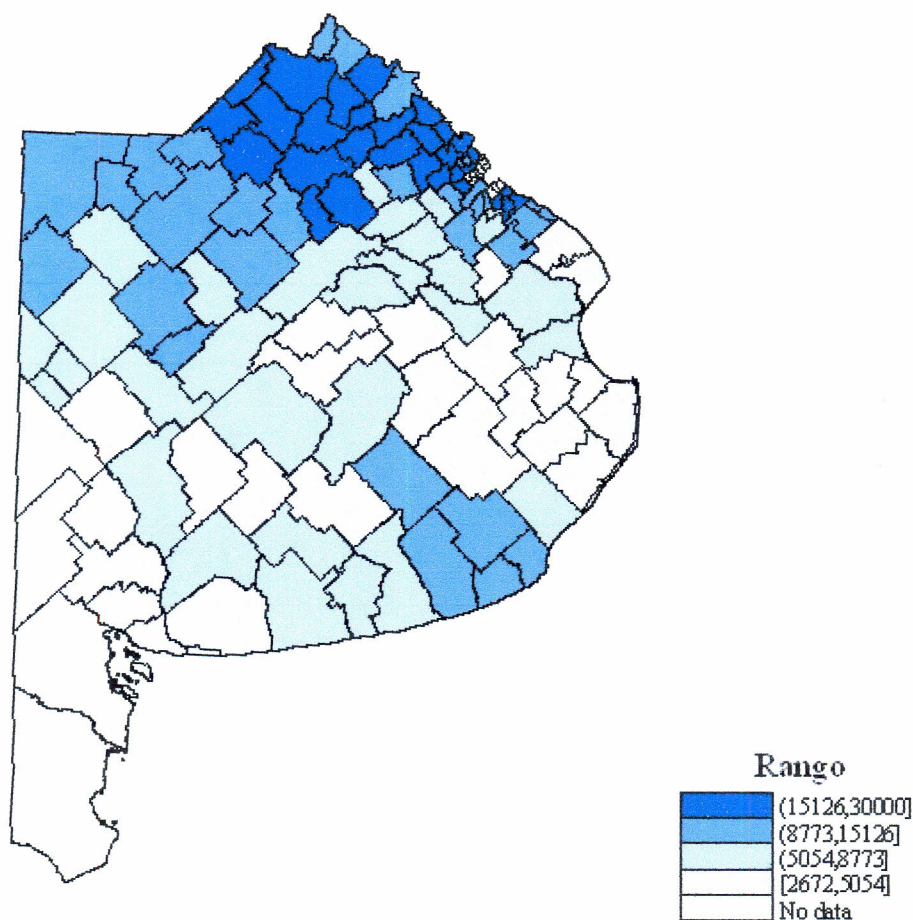 Rango
(15126,30000]
(8773,15126]
(5054,8773]
[2672,5054]
No data